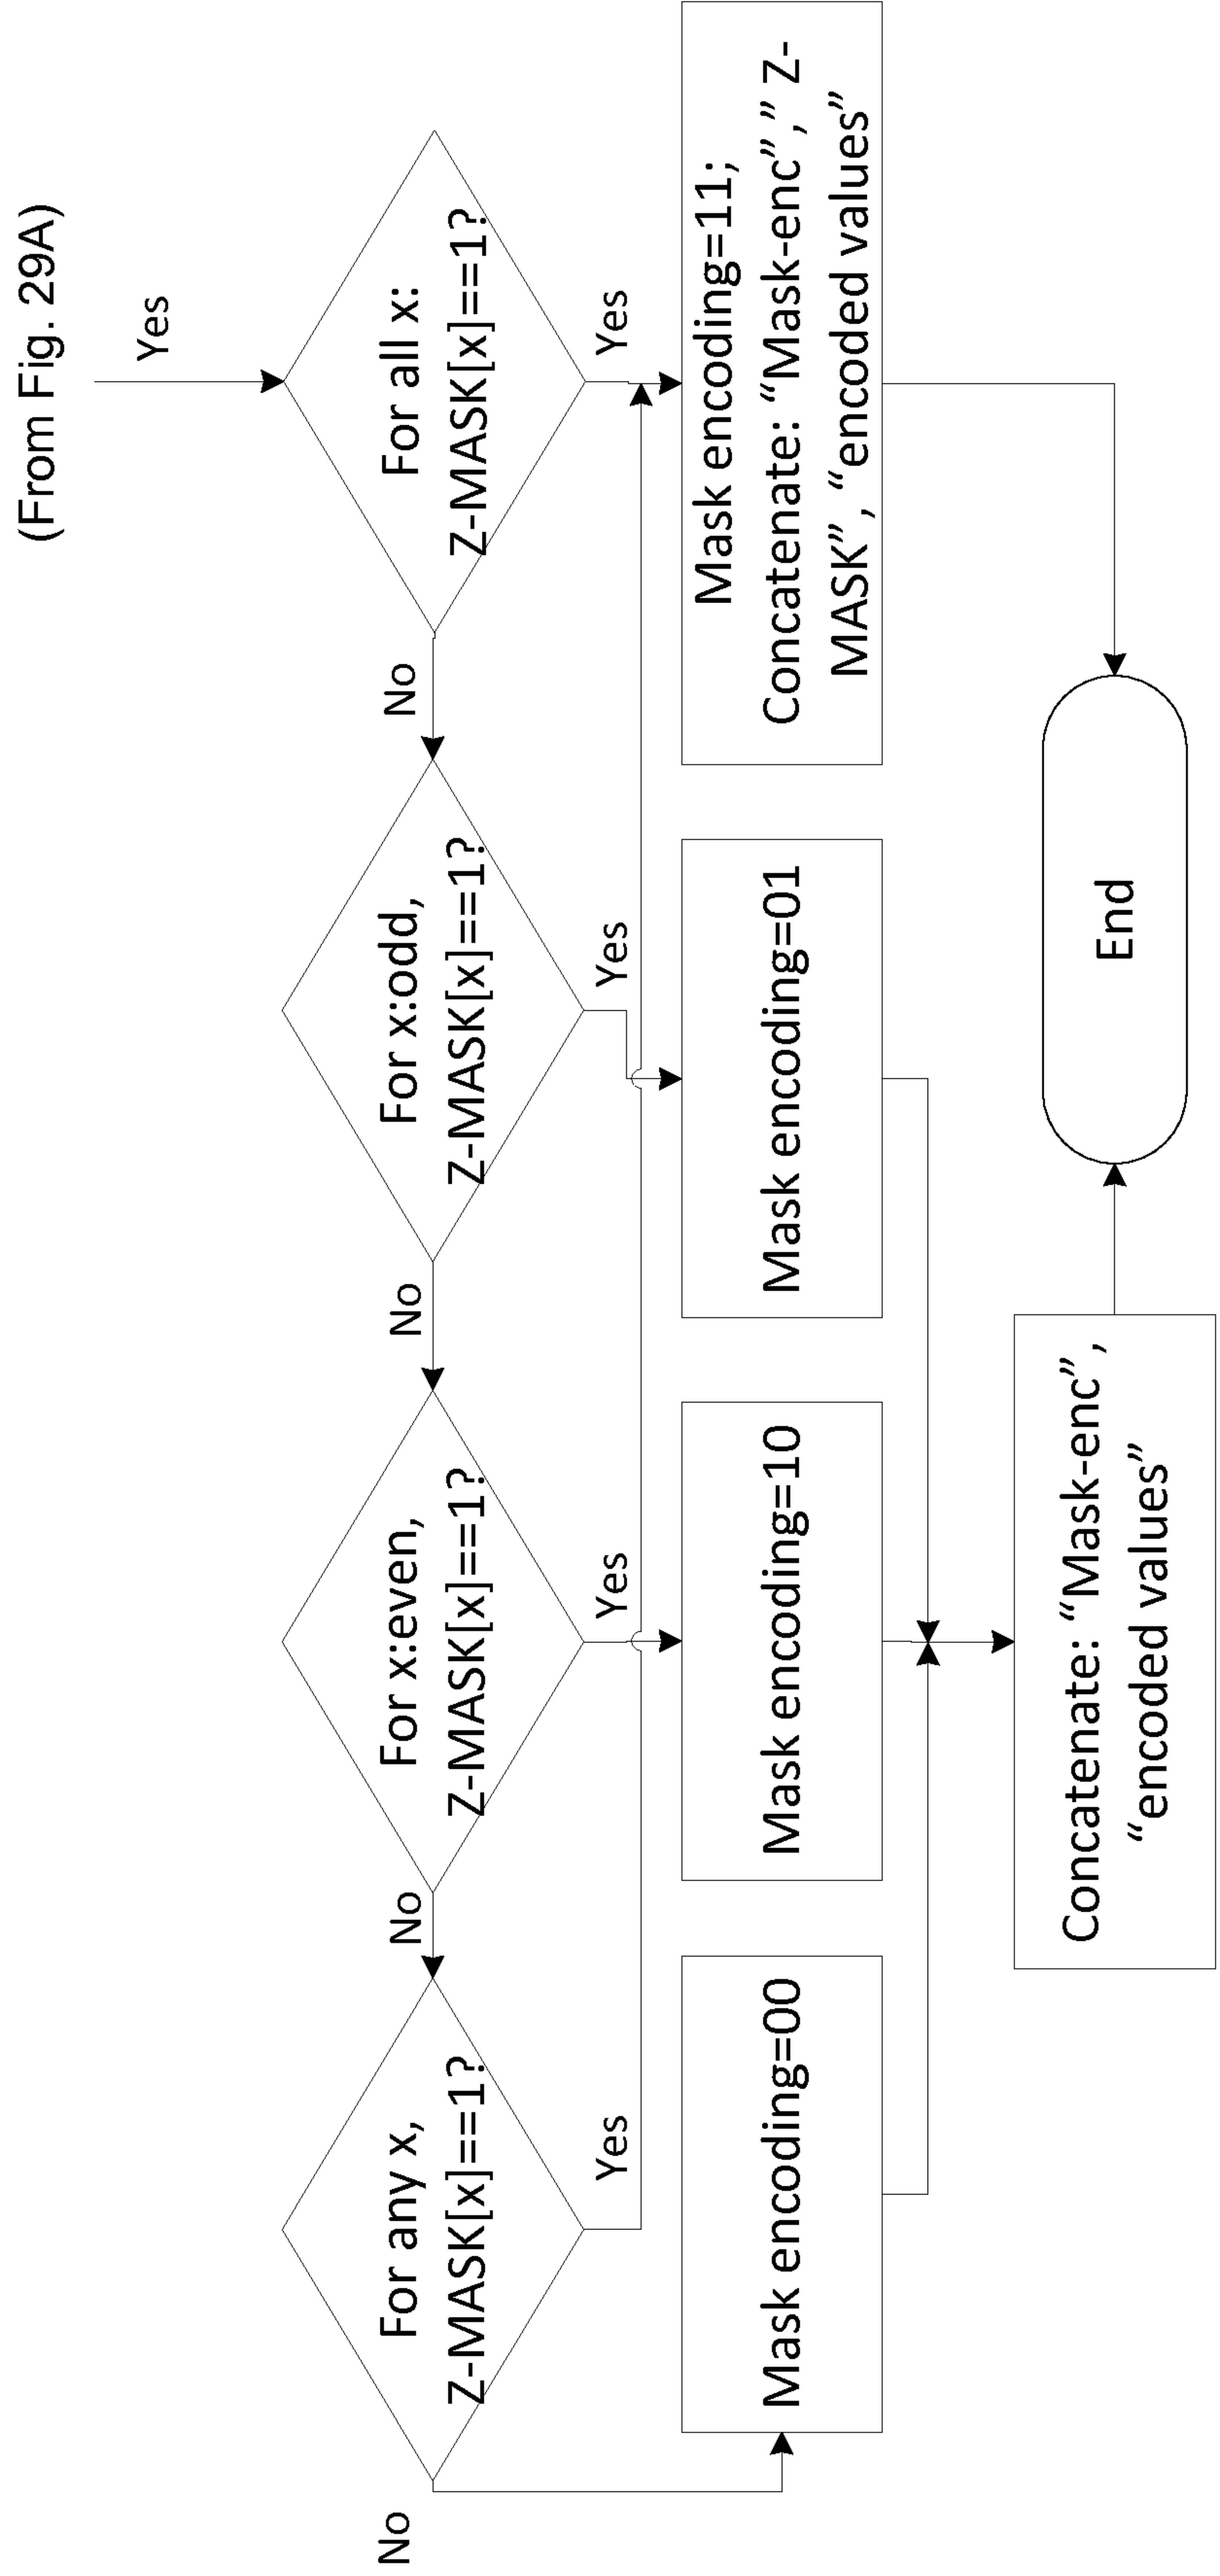 (From Fig. 29A)
Yes
For all x:
Z-MASK[x]==1?
No
Yes
For x:odd,
Z-MASK[x]==1?
No
Yes
For x:even,
Z-MASK[x]==1?
No
Yes
For any x,
Z-MASK[x]==1?
No
Yes
Mask encoding=00
Mask encoding=10
Mask encoding=01
Mask encoding=11;
Concatenate: “Mask-enc”,” Z-
MASK”, “encoded values”
Concatenate: “Mask-enc”,
“encoded values”
End